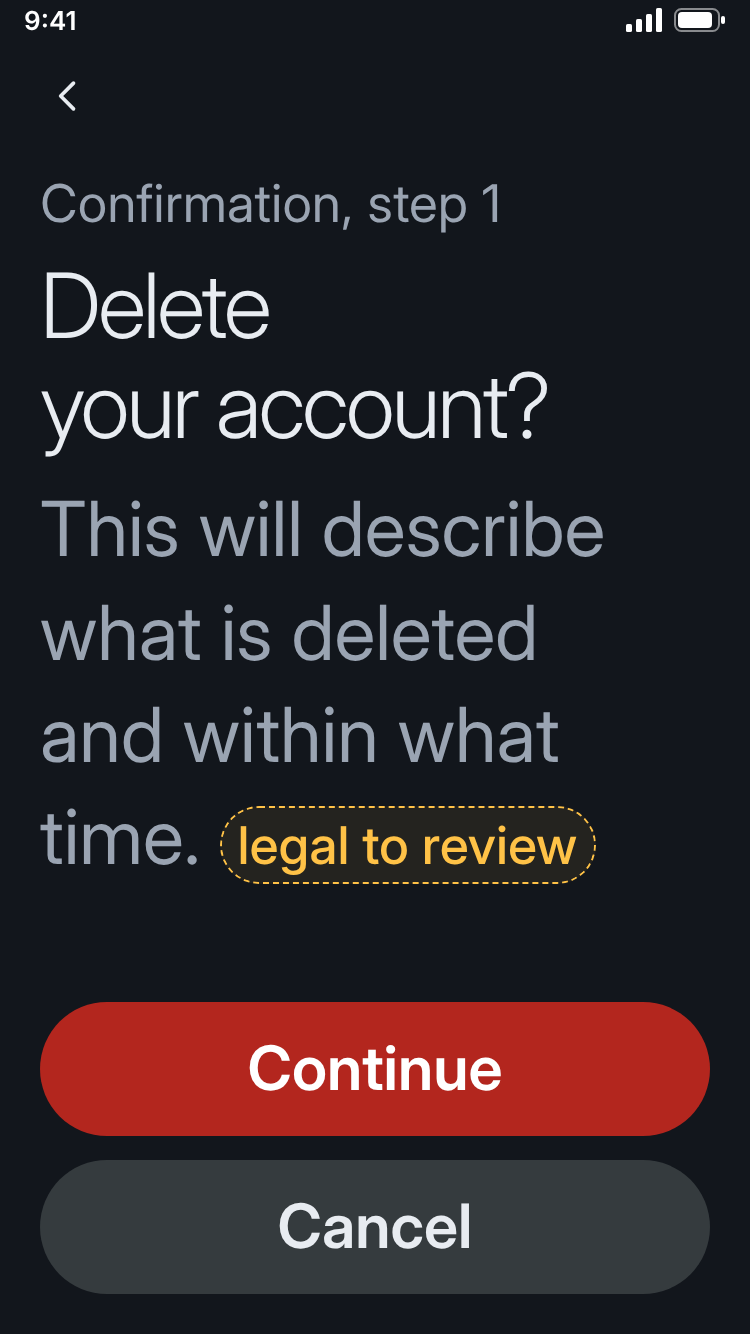 9:41
Confirmation, step 1
Delete
your account?
This will describe
what is deleted
and within what
time. legal to review
Continue
Cancel